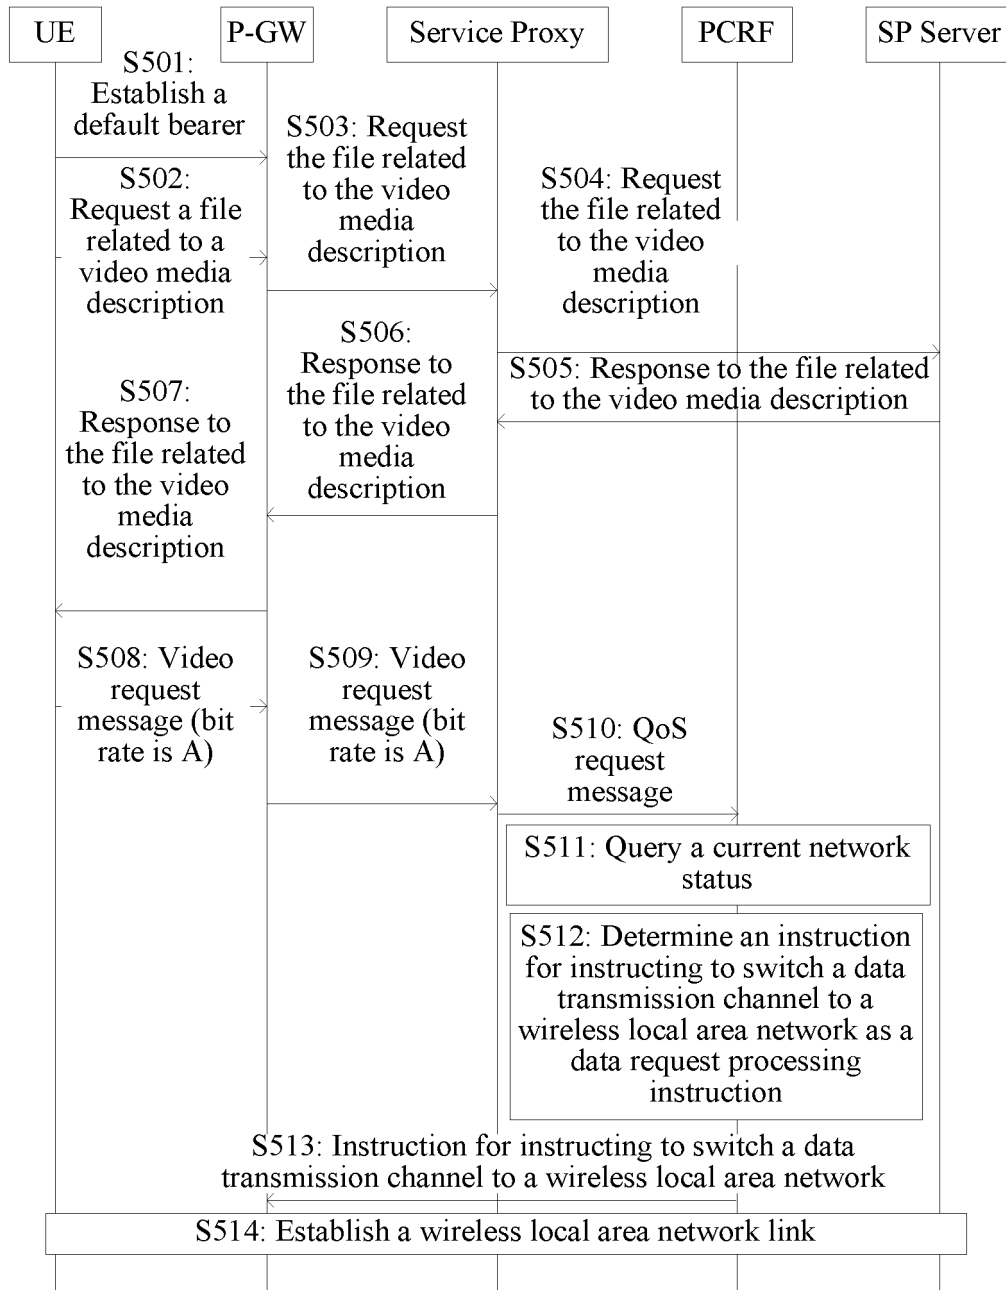 UE
P-GW
Service Proxy
PCRF
SP Server
S501:
Establish a
default bearer
S502:
Request a file
related to a
video media
description
S503: Request
the file related
to the video
media
description
S504: Request
the file related
to the video
media
description
S505: Response to the file related
to the video media description
S506:
Response to
the file related
to the video
media
description
S507:
Response to
the file related
to the video
media
description
S508: Video
request
message (bit
rate is A)
S509: Video
request
message (bit
rate is A)
S510: QoS
request
message
S511: Query a current network
status
S512: Determine an instruction
for instructing to switch a data
transmission channel to a
wireless local area network as a
data request processing
instruction
S513: Instruction for instructing to switch a data
transmission channel to a wireless local area network
S514: Establish a wireless local area network link